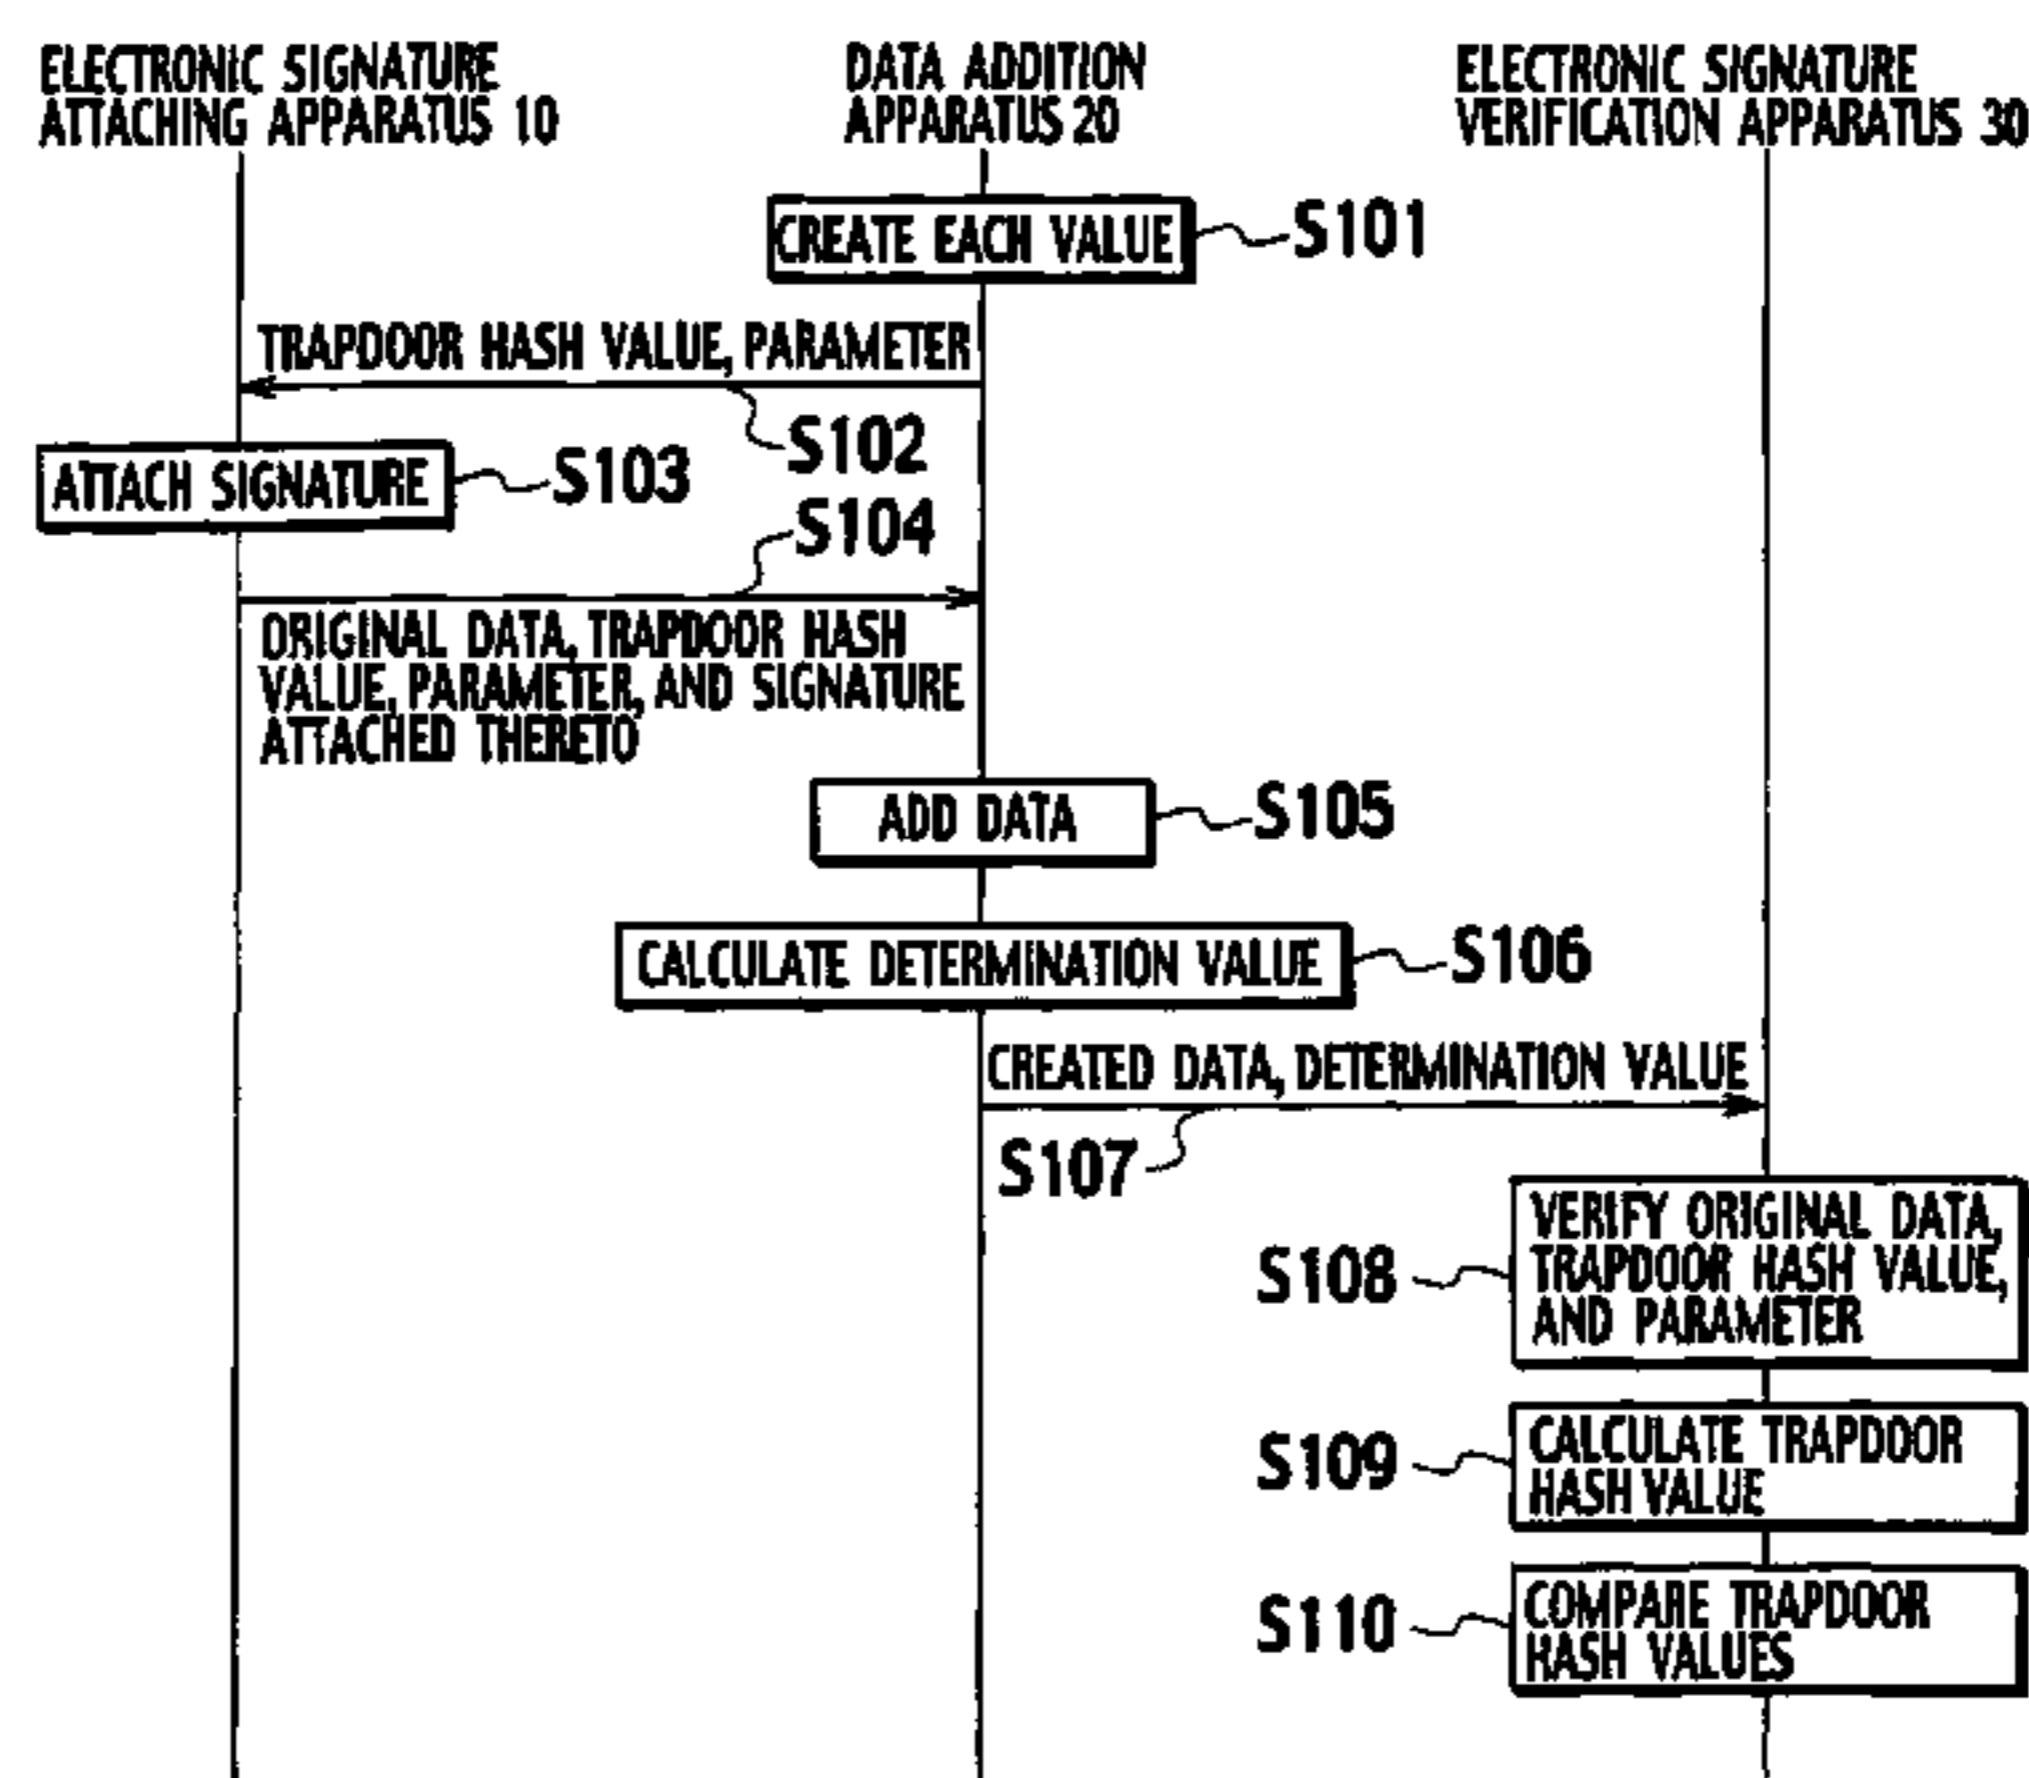 ELECTRONIC SIGNATURE
ATTACHING APPARATUS 10
DATA ADDITION
APPARATUS 20
ELECTRONIC SIGNATURE
VERIFICATION APPARATUS 30
CREATE EACH VALUE
S101
TRAPDOOR HASH VALUE, PARAMETER
S102
ATTACH SIGNATURE
S103
S104
ORIGINAL DATA, TRAPDOOR HASH
VALUE, PARAMETER, AND SIGNATURE
ATTACHED THERETO
ADD DATA
S105
CALCULATE DETERMINATION VALUE
S106
CREATED DATA, DETERMINATION VALUE
S107
VERIFY ORIGINAL DATA,
TRAPDOOR HASH VALUE,
AND PARAMETER
S108
CALCULATE TRAPDOOR
HASH VALUE
S109
COMPARE TRAPDOOR
HASH VALUES
S110